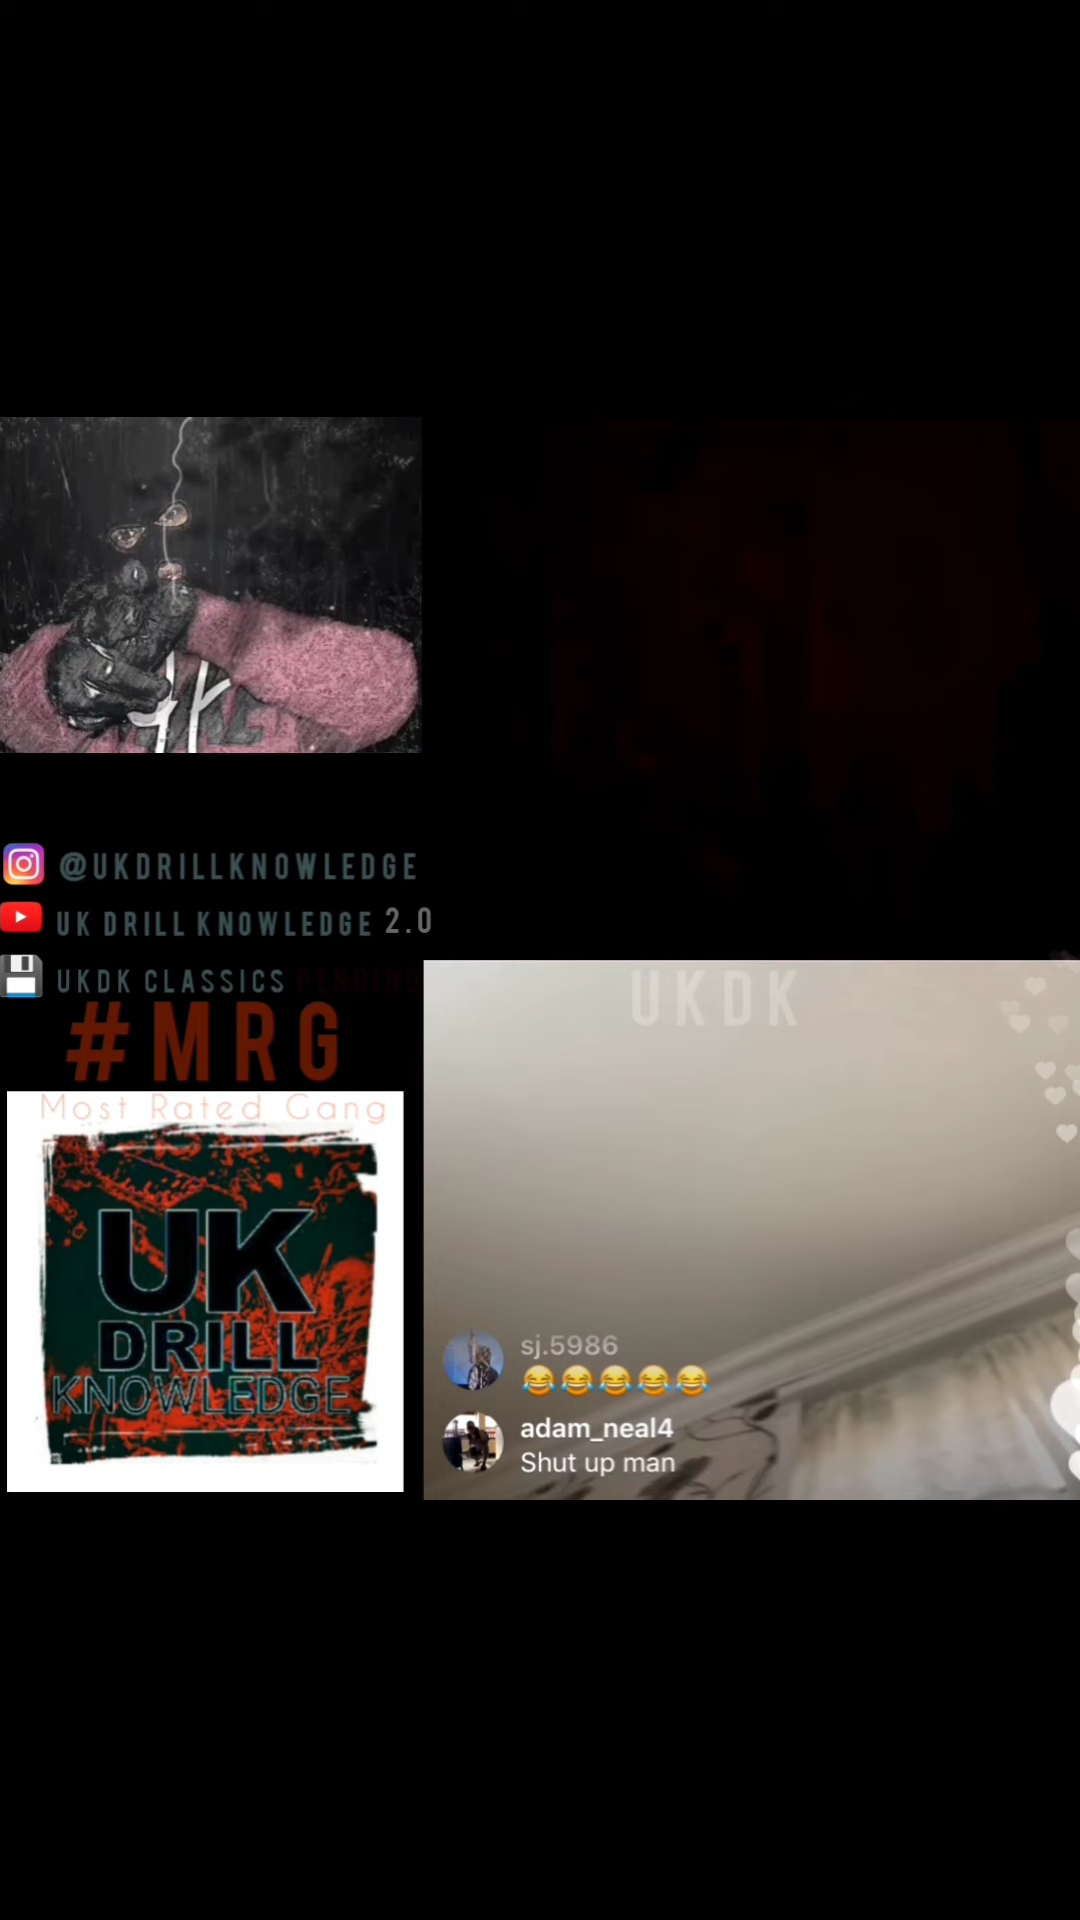 @UKDRILLKNOWLEDGE
UK DRILL KNOWLEDGE 2.0
UKDK CLASSICS PENDING
#MRG
Most Rated Gang
UK
DRILL
KNOWLEDGE
UKDK
sj.5986
😂😂😂😂😂
adam_neal4
Shut up man